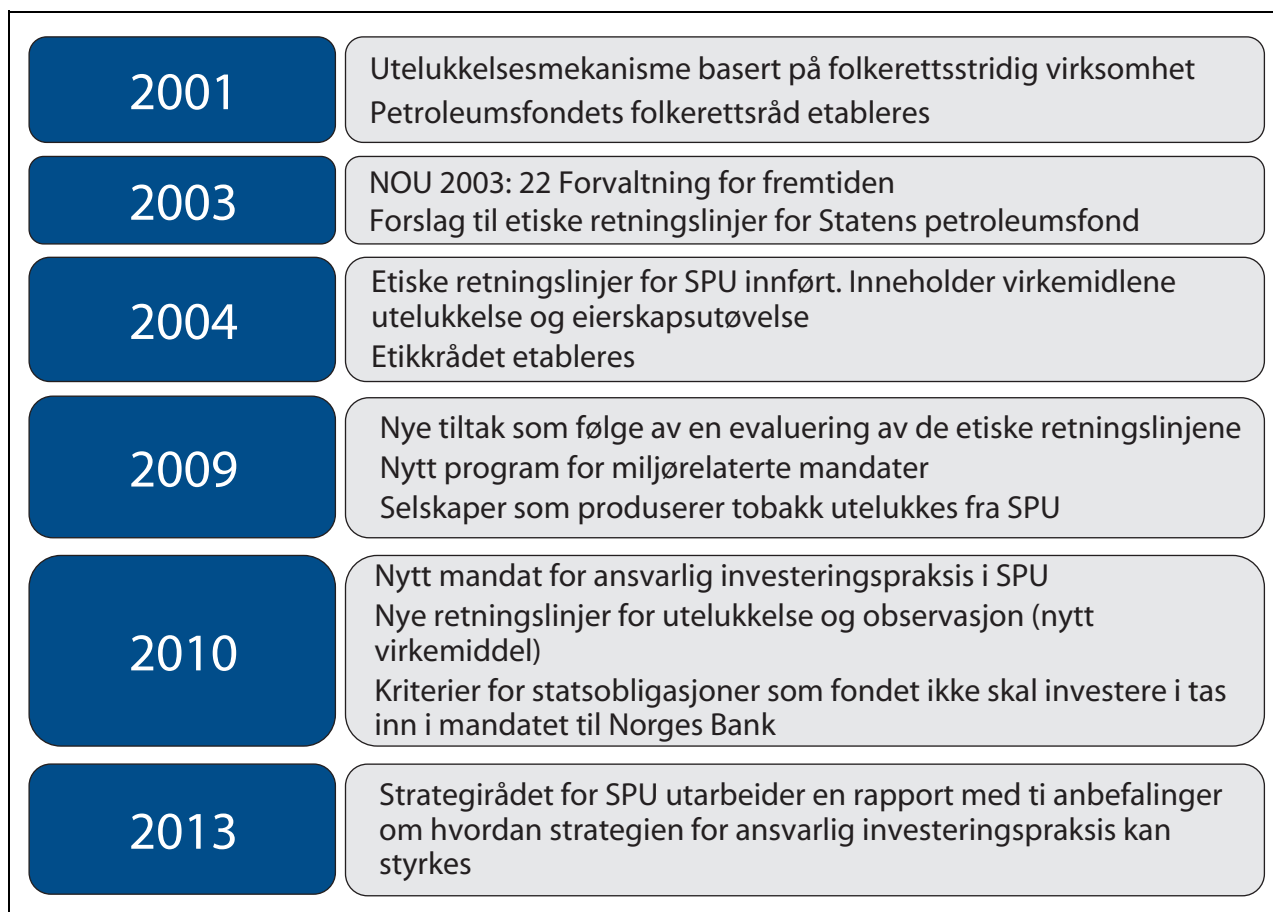 2001
Utelukkelsesmekanisme basert på folkerettsstridig virksomhet
Petroleumsfondets folkerettsråd etableres
2003
NOU 2003: 22 Forvaltning for fremtiden
Forslag til etiske retningslinjer for Statens petroleumsfond
2004
Etiske retningslinjer for SPU innført. Inneholder virkemidlene
utelukkelse og eierskapsutøvelse
Etikkrådet etableres
2009
Nye tiltak som følge av en evaluering av de etiske retningslinjene
Nytt program for miljørelaterte mandater
Selskaper som produserer tobakk utelukkes fra SPU
2010
Nytt mandat for ansvarlig investeringspraksis i SPU
Nye retningslinjer for utelukkelse og observasjon (nytt
virkemiddel)
Kriterier for statsobligasjoner som fondet ikke skal investere i tas
inn i mandatet til Norges Bank
2013
Strategirådet for SPU utarbeider en rapport med ti anbefalinger
om hvordan strategien for ansvarlig investeringspraksis kan
styrkes